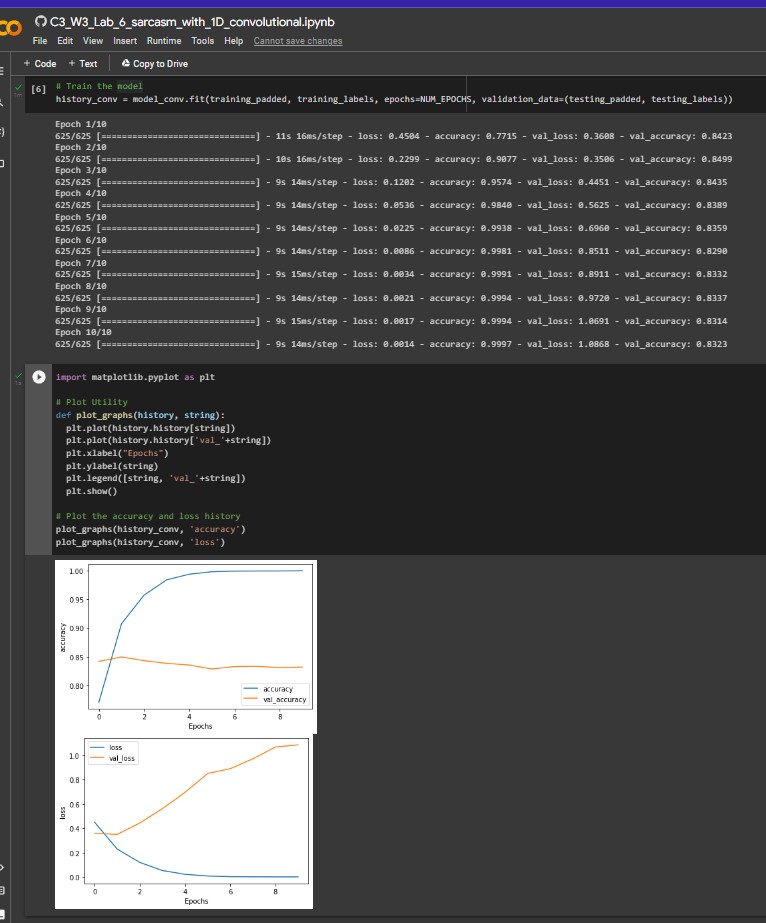 C3_W3_Lab_6_sarcasm_with_1D_convolutional.ipynb
File Edit View Insert Runtime Tools Help Cannot save changes
+ Code + Text Copy to Drive
[6] # Train the model
history_conv = model_conv.fit(training_padded, training_labels, epochs=NUM_EPOCHS, validation_data=(testing_padded, testing_labels))
Epoch 1/10
625/625 [==============================] - 11s 16ms/step - loss: 0.4504 - accuracy: 0.7715 - val_loss: 0.3608 - val_accuracy: 0.8423
Epoch 2/10
625/625 [==============================] - 10s 16ms/step - loss: 0.2299 - accuracy: 0.9077 - val_loss: 0.3506 - val_accuracy: 0.8499
Epoch 3/10
625/625 [==============================] - 9s 14ms/step - loss: 0.1202 - accuracy: 0.9574 - val_loss: 0.4451 - val_accuracy: 0.8435
Epoch 4/10
625/625 [==============================] - 9s 14ms/step - loss: 0.0536 - accuracy: 0.9840 - val_loss: 0.5625 - val_accuracy: 0.8389
Epoch 5/10
625/625 [==============================] - 9s 14ms/step - loss: 0.0225 - accuracy: 0.9938 - val_loss: 0.6960 - val_accuracy: 0.8359
Epoch 6/10
625/625 [==============================] - 9s 14ms/step - loss: 0.0086 - accuracy: 0.9981 - val_loss: 0.8511 - val_accuracy: 0.8290
Epoch 7/10
625/625 [==============================] - 9s 15ms/step - loss: 0.0034 - accuracy: 0.9991 - val_loss: 0.8911 - val_accuracy: 0.8332
Epoch 8/10
625/625 [==============================] - 9s 14ms/step - loss: 0.0021 - accuracy: 0.9994 - val_loss: 0.9720 - val_accuracy: 0.8337
Epoch 9/10
625/625 [==============================] - 9s 15ms/step - loss: 0.0017 - accuracy: 0.9994 - val_loss: 1.0691 - val_accuracy: 0.8314
Epoch 10/10
625/625 [==============================] - 9s 14ms/step - loss: 0.0014 - accuracy: 0.9997 - val_loss: 1.0868 - val_accuracy: 0.8323
import matplotlib.pyplot as plt
# Plot Utility
def plot_graphs(history, string):
plt.plot(history.history[string])
plt.plot(history.history['val_'+string])
plt.xlabel("Epochs")
plt.ylabel(string)
plt.legend([string, 'val_'+string])
plt.show()
# Plot the accuracy and loss history
plot_graphs(history_conv, 'accuracy')
plot_graphs(history_conv, 'loss')
1.00
0.95
0.90
0.85
0.80
accuracy
accuracy
val_accuracy
0 2 4 6 8
Epochs
loss
val_loss
1.0
0.8
0.6
0.4
0.2
0.0
loss
0 2 4 6 8
Epochs